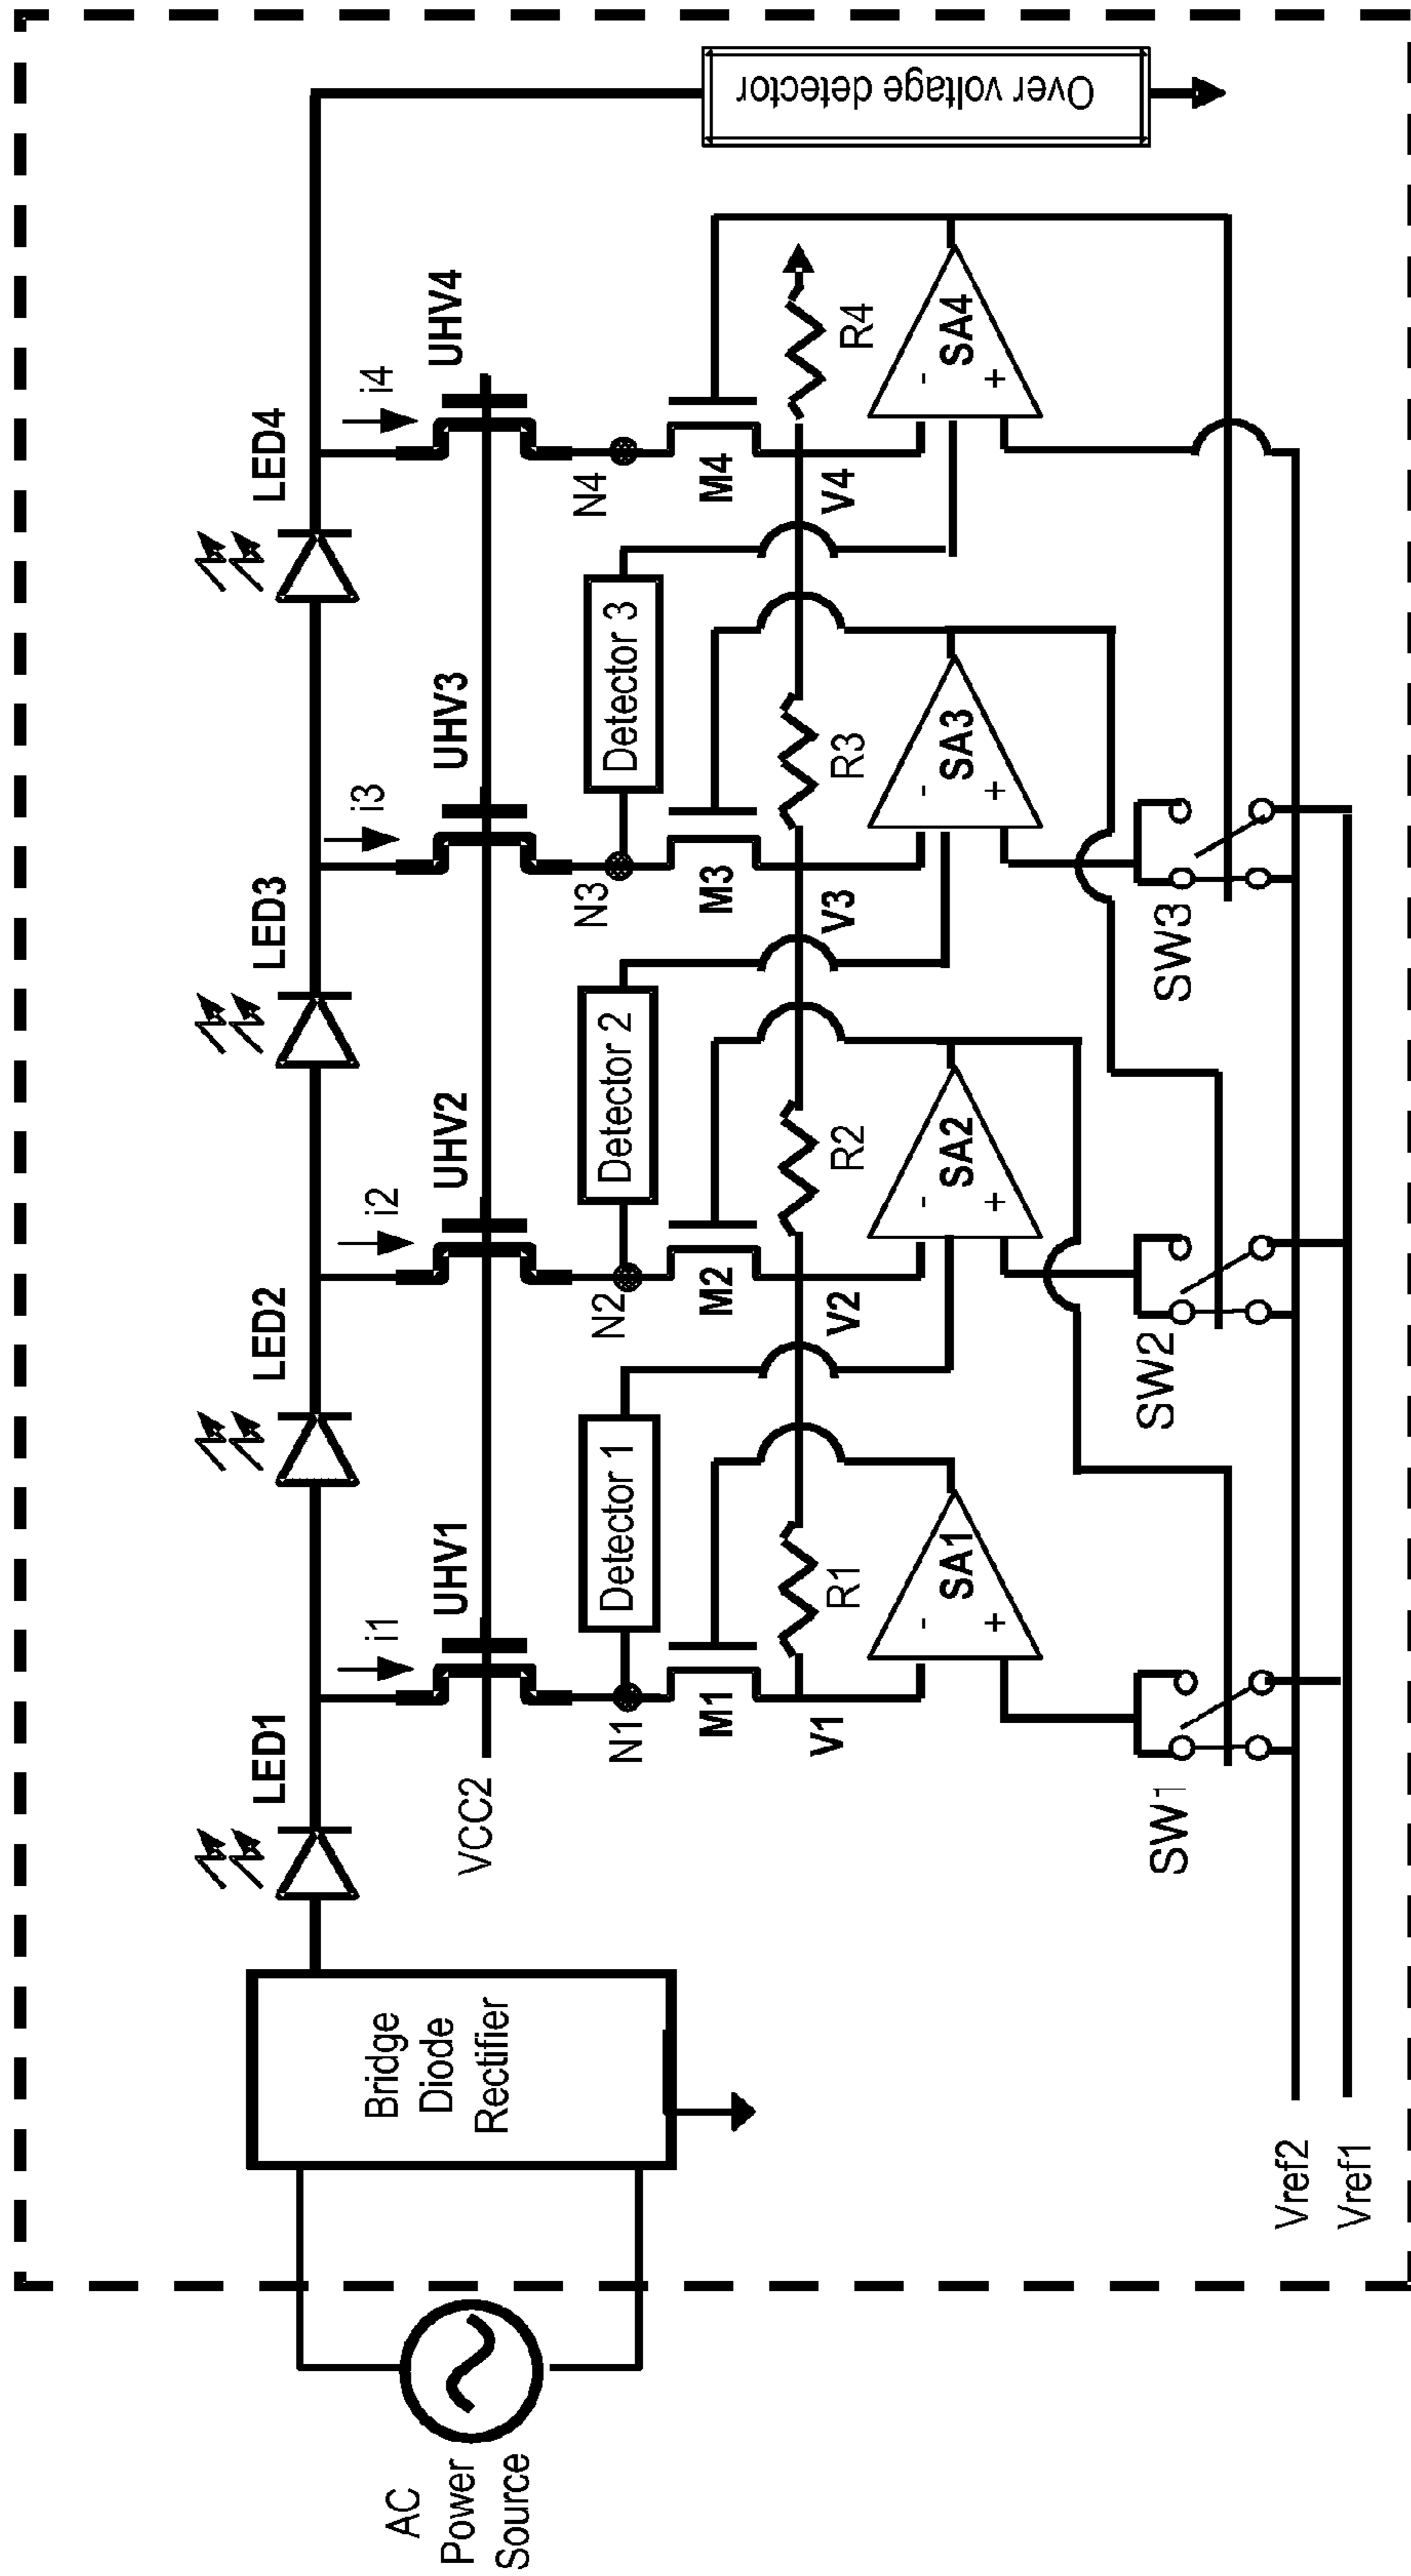 AC
Power
Source
Bridge
Diode
Rectifier
LED1
LED2
LED3
LED4
i1
i2
i3
i4
UHV1
UHV2
UHV3
UHV4
VCC2
N1
Detector 1
N2
Detector 2
N3
Detector 3
N4
Over voltage detector
M1
M2
M3
M4
V1
R1
V2
R2
V3
R3
V4
R4
-
SA1
+
-
SA2
+
-
SA3
+
-
SA4
+
SW1
SW2
SW3
Vref2
Vref1